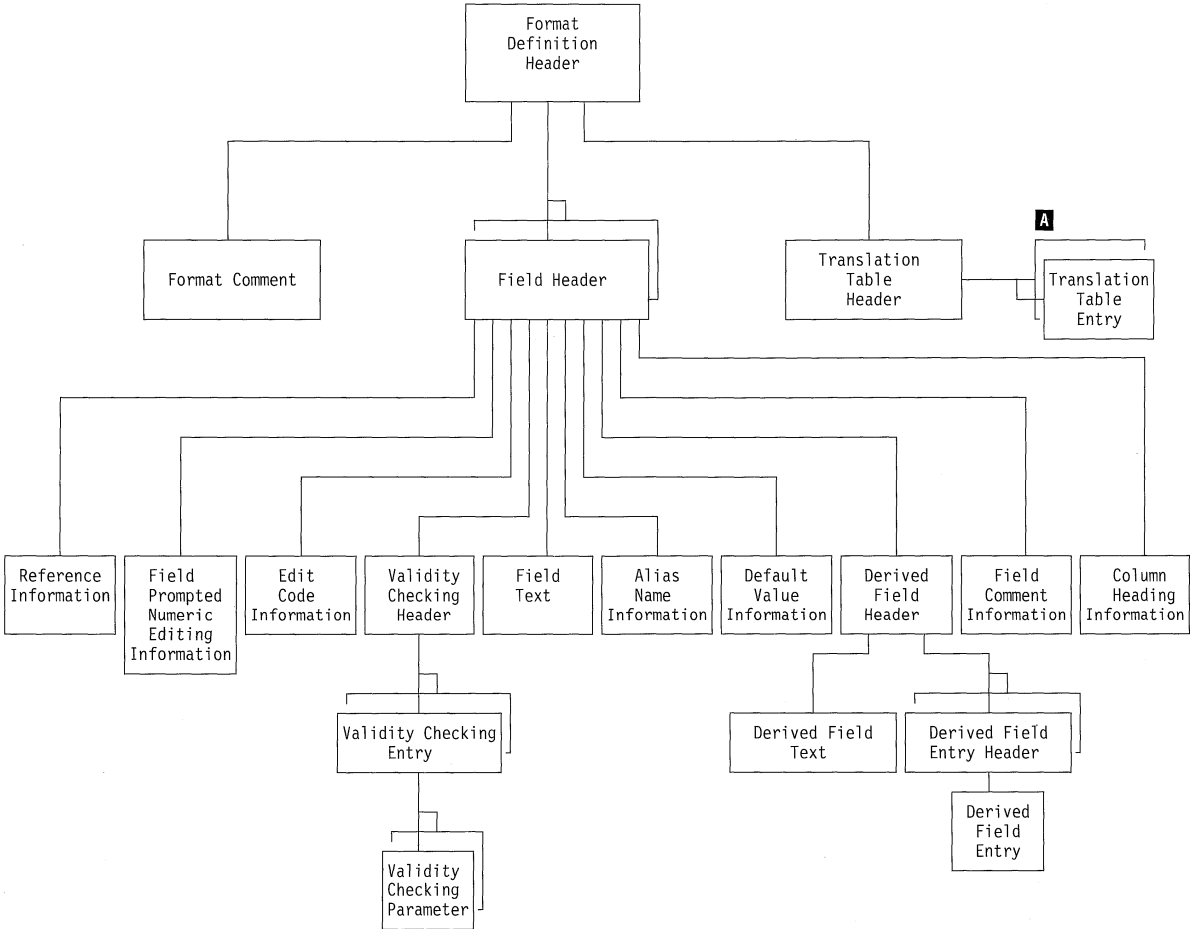 Format
Definition
Header
A
Format Comment
Field Header
Translation
Table
Header
Translation
Table
Entry
Reference
Information
Field
Prompted
Numeric
Editing
Information
Edit
Code
Information
Validity
Checking
Header
Field
Text
Alias
Name
Information
Default
Value
Information
Derived
Field
Header
Field
Comment
Information
Column
Heading
Information
Validity Checking
Entry
Derived Field
Text
Derived Field
Entry Header
Derived
Field
Entry
Validity
Checking
Parameter